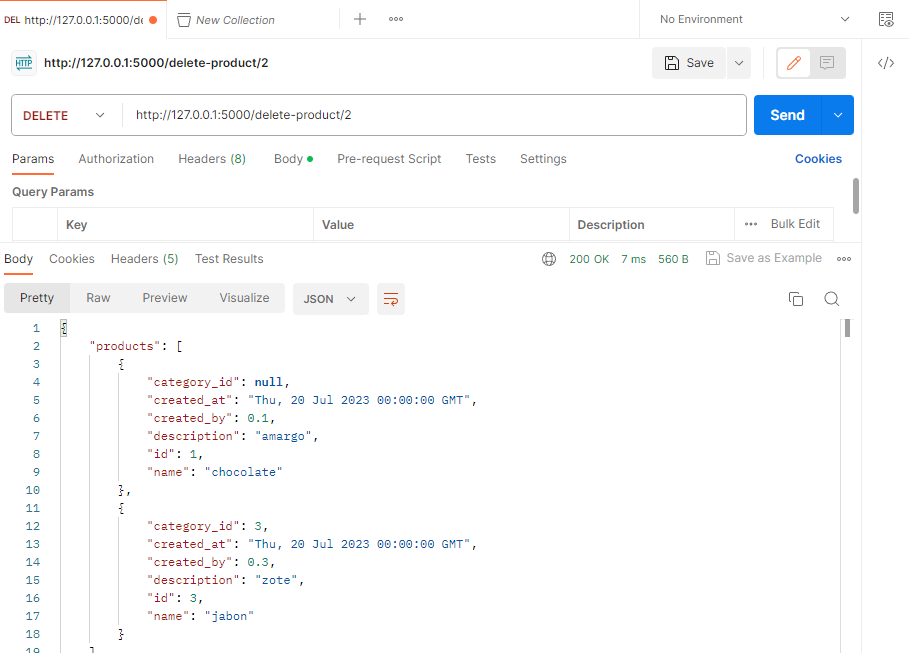 DEL http://127.0.0.1:5000/de
New Collection
No Environment
HTTP
http://127.0.0.1:5000/delete-product/2
Save
DELETE
http://127.0.0.1:5000/delete-product/2
Send
Params
Authorization
Headers (8)
Body
Pre-request Script
Tests
Settings
Cookies
Query Params
Key
Value
Description
Bulk Edit
Body
Cookies
Headers (5)
Test Results
200 OK
7 ms
560 B
Save as Example
Pretty
Raw
Preview
Visualize
JSON
1 {
2 "products": [
3 {
4 "category_id": null,
5 "created_at": "Thu, 20 Jul 2023 00:00:00 GMT",
6 "created_by": 0.1,
7 "description": "amargo",
8 "id": 1,
9 "name": "chocolate"
10 },
11 {
12 "category_id": 3,
13 "created_at": "Thu, 20 Jul 2023 00:00:00 GMT",
14 "created_by": 0.3,
15 "description": "zote",
16 "id": 3,
17 "name": "jabon"
18 }
19 ]